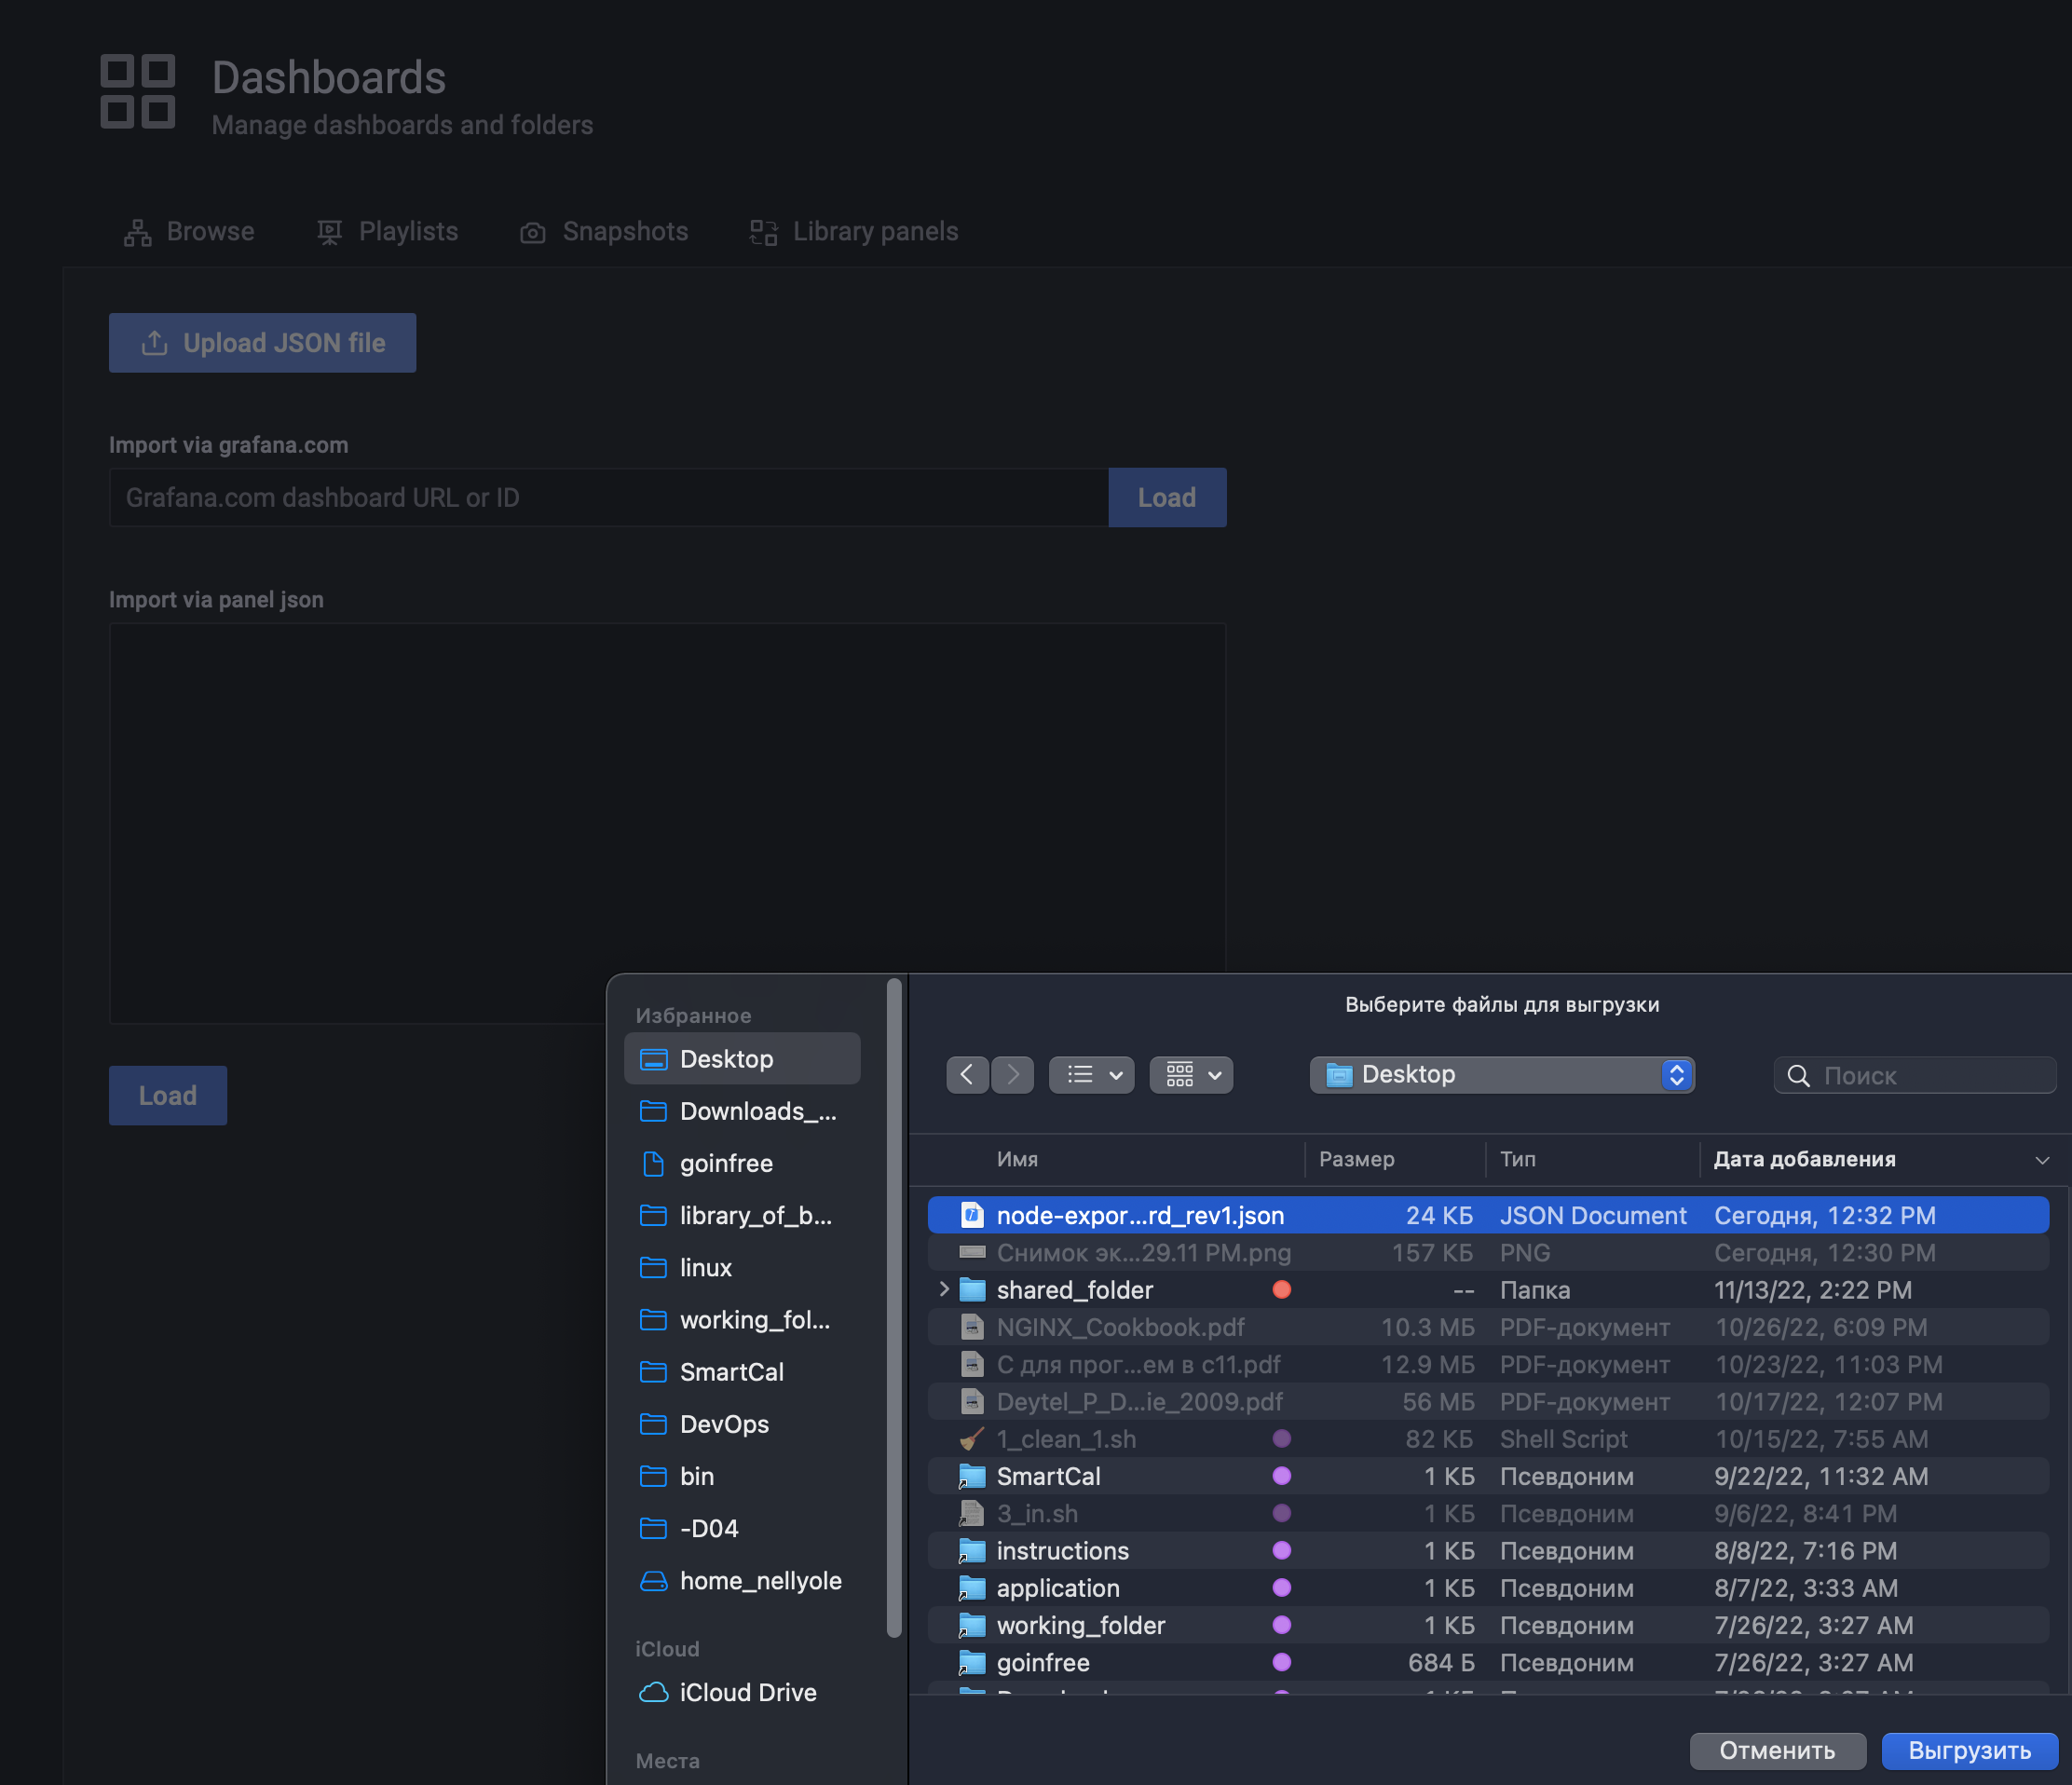 Dashboards
Manage dashboards and folders
Browse Playlists Snapshots Library panels
Upload JSON file
Import via grafana.com
Grafana.com dashboard URL or ID Load
Import via panel json
Load
Избранное
Desktop
Downloads_...
goinfree
library_of_b...
linux
working_fol...
SmartCal
DevOps
bin
-D04
home_nellyole
iCloud
iCloud Drive
Места
Выберите файлы для выгрузки
Desktop Поиск
Имя Размер Тип Дата добавления
node-expor...rd_rev1.json 24 КБ JSON Document Сегодня, 12:32 PM
Снимок эк...29.11 PM.png 157 КБ PNG Сегодня, 12:30 PM
shared_folder -- Папка 11/13/22, 2:22 PM
NGINX_Cookbook.pdf 10.3 МБ PDF-документ 10/26/22, 6:09 PM
С для прог...ем в с11.pdf 12.9 МБ PDF-документ 10/23/22, 11:03 PM
Deytel_P_D...ie_2009.pdf 56 МБ PDF-документ 10/17/22, 12:07 PM
1_clean_1.sh 82 КБ Shell Script 10/15/22, 7:55 AM
SmartCal 1 КБ Псевдоним 9/22/22, 11:32 AM
3_in.sh 1 КБ Псевдоним 9/6/22, 8:41 PM
instructions 1 КБ Псевдоним 8/8/22, 7:16 PM
application 1 КБ Псевдоним 8/7/22, 3:33 AM
working_folder 1 КБ Псевдоним 7/26/22, 3:27 AM
goinfree 684 Б Псевдоним 7/26/22, 3:27 AM
Отменить Выгрузить